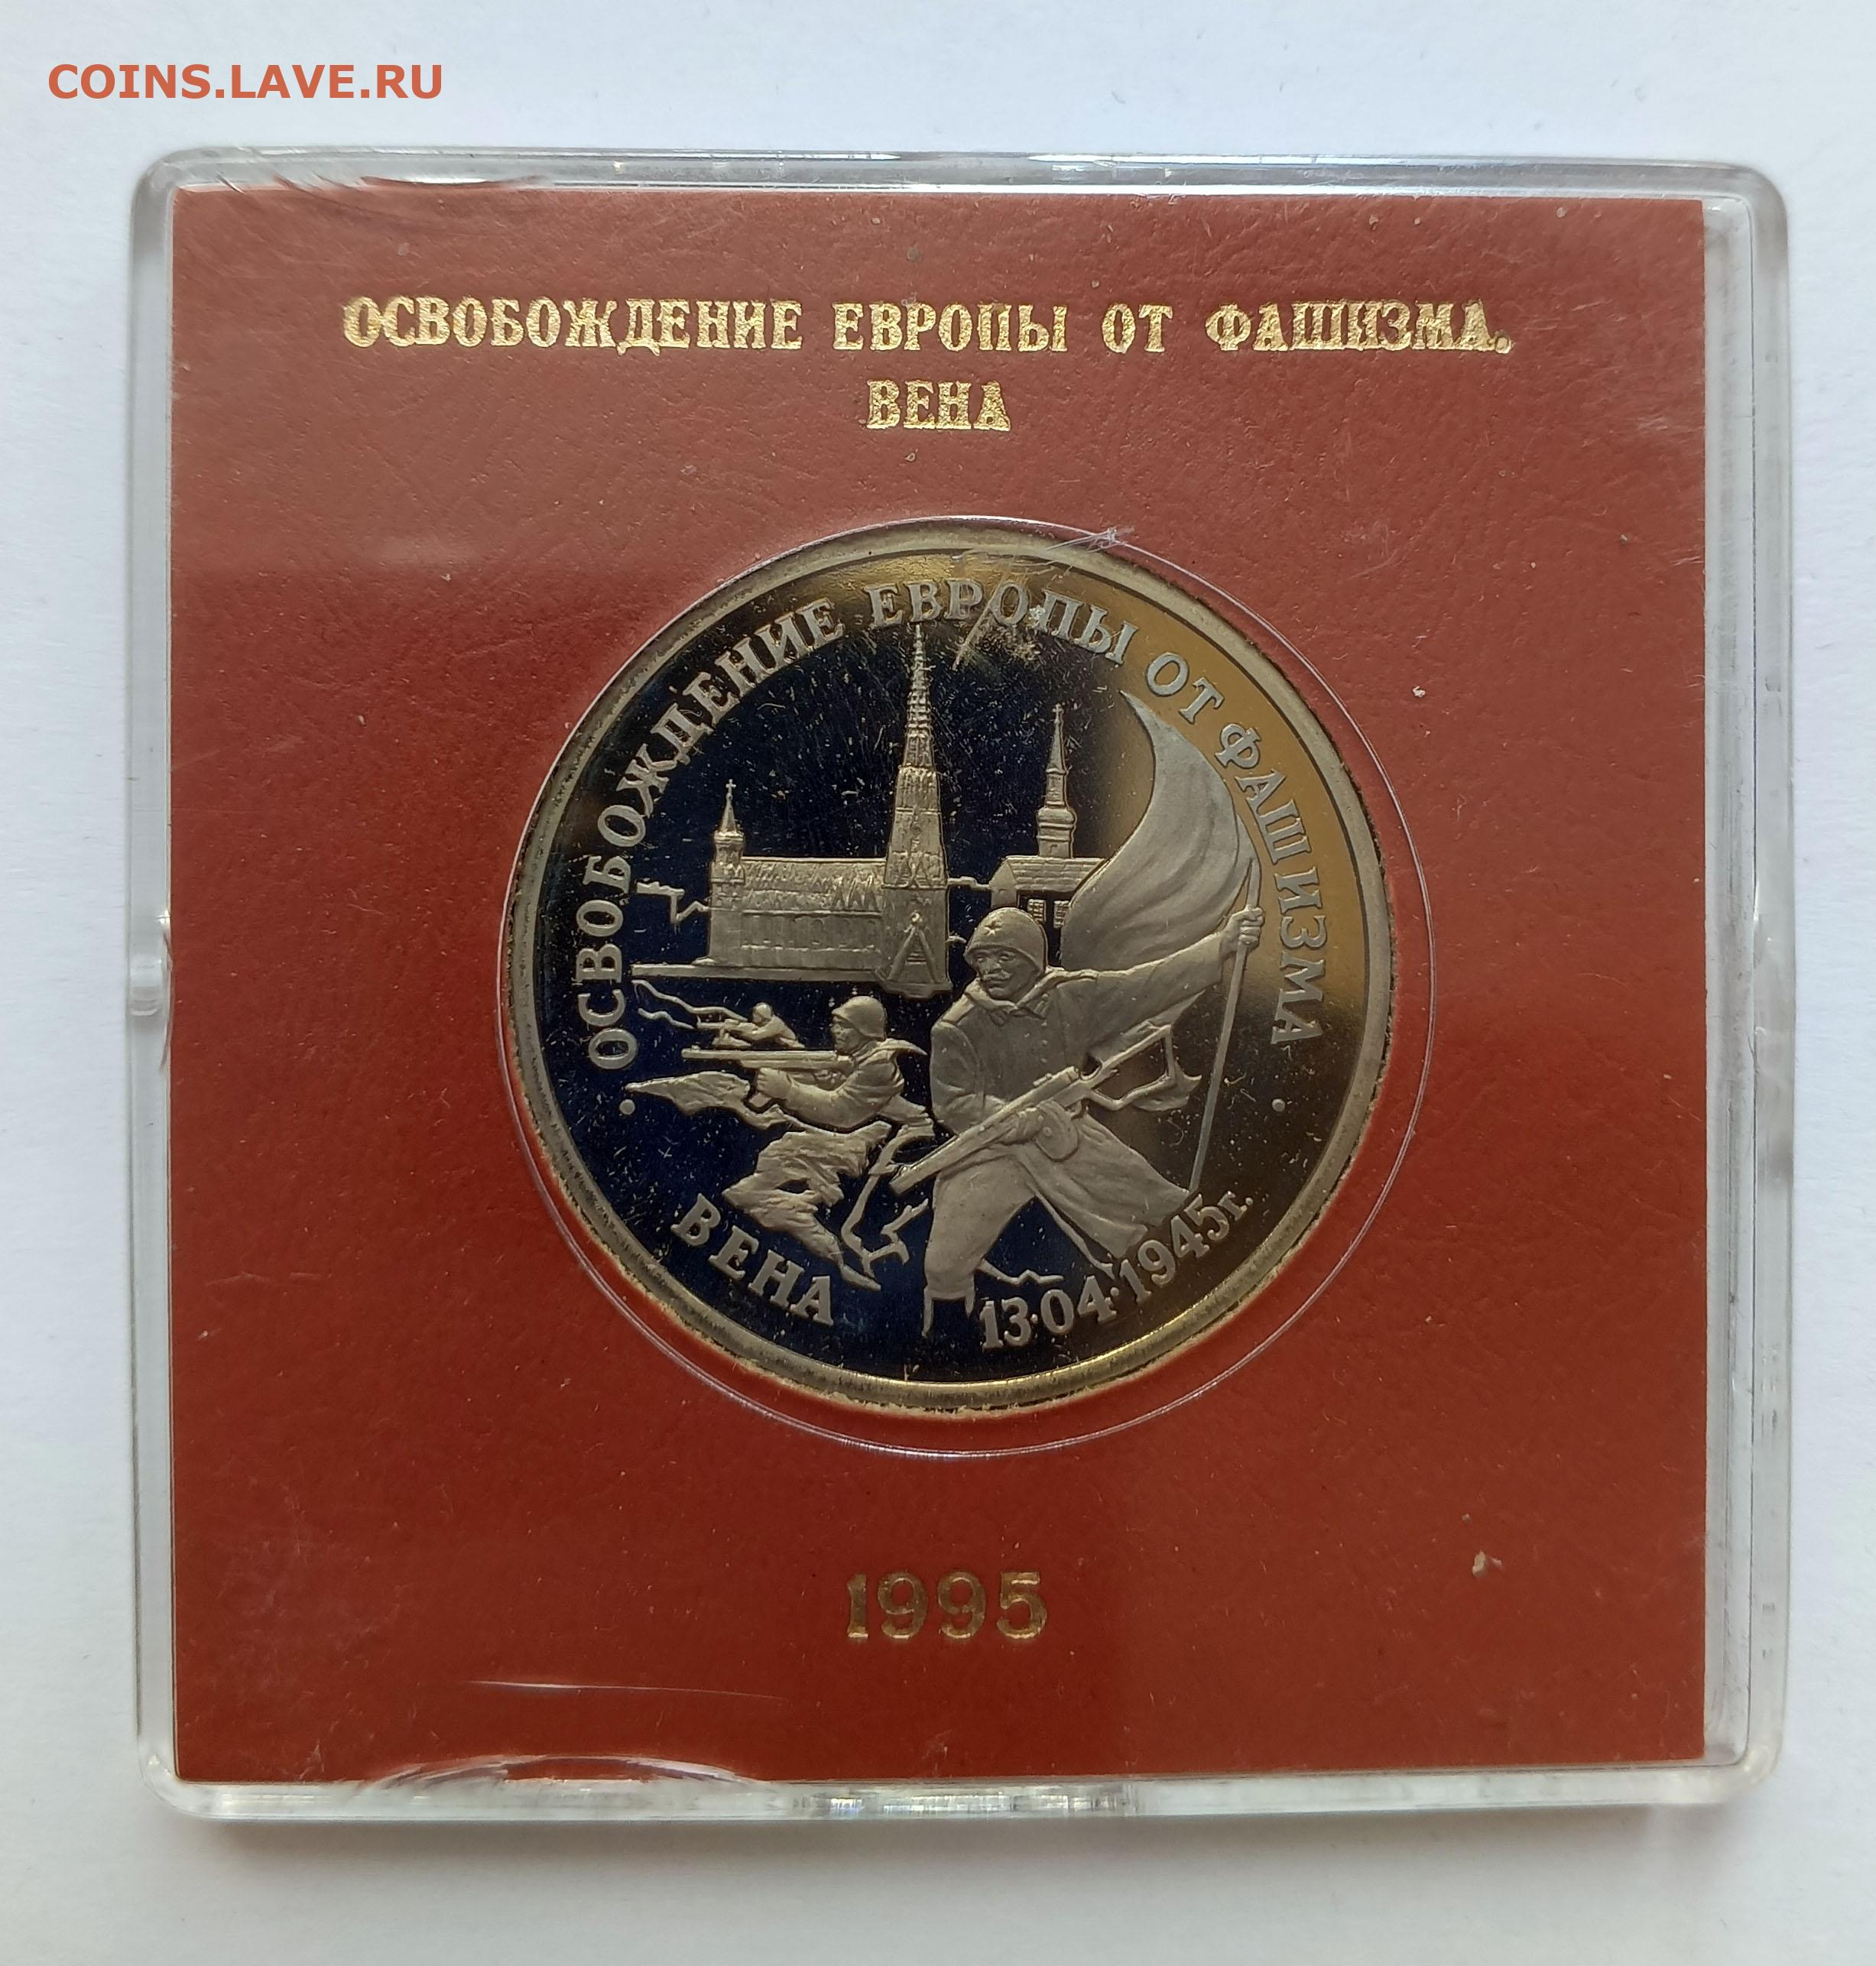 COINS.LAVE.RU
ОСВОБОЖДЕНИЕ ЕВРОПЫ ОТ ФАШИЗМА.
ВЕНА
• ОСВОБОЖДЕНИЕ ЕВРОПЫ ОТ ФАШИЗМА •
ВЕНА
13•04•1945г.
1995